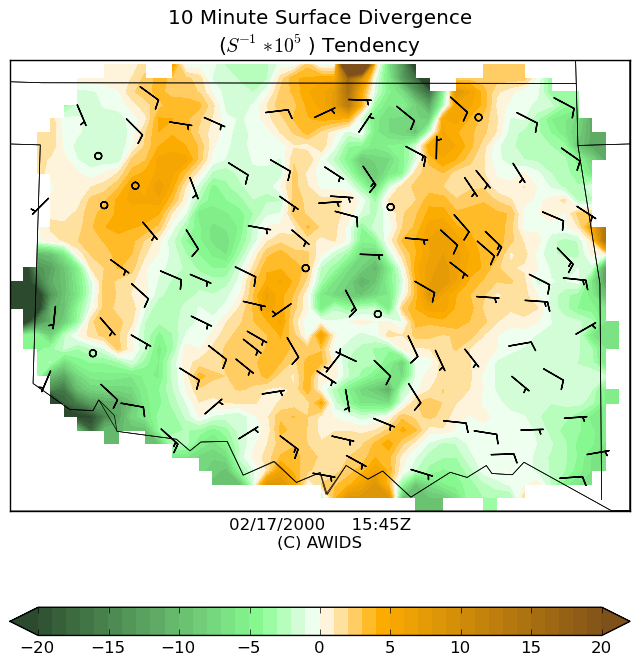 10 Minute Surface Divergence
(S⁻¹ *10⁵ ) Tendency
02/17/2000 15:45Z
(C) AWIDS
−20 −15 −10 −5 0 5 10 15 20